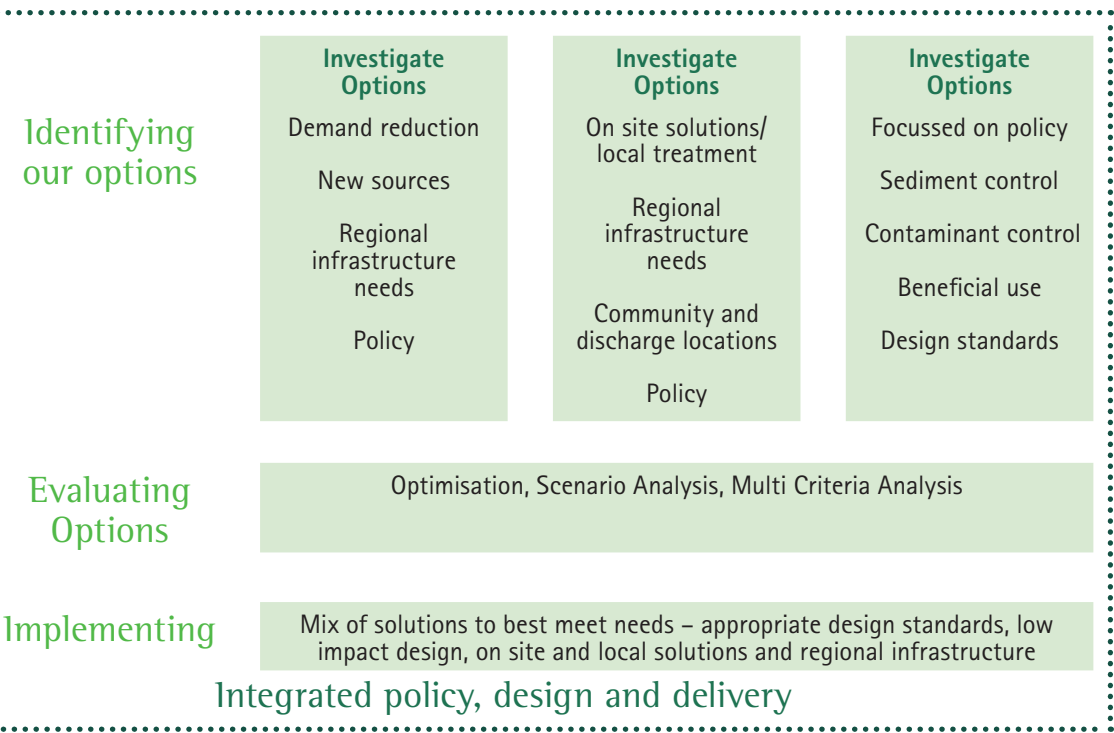 Identifying
our options
Investigate
Options
Demand reduction
New sources
Regional
infrastructure
needs
Policy
Investigate
Options
On site solutions/
local treatment
Regional
infrastructure
needs
Community and
discharge locations
Policy
Investigate
Options
Focussed on policy
Sediment control
Contaminant control
Beneficial use
Design standards
Evaluating
Options
Optimisation, Scenario Analysis, Multi Criteria Analysis
Implementing
Mix of solutions to best meet needs – appropriate design standards, low
impact design, on site and local solutions and regional infrastructure
Integrated policy, design and delivery